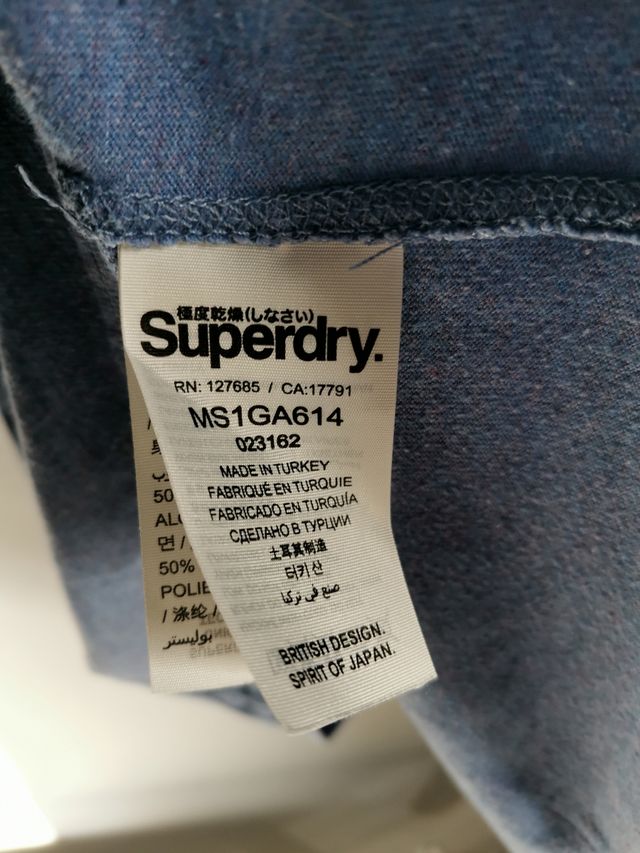 極度乾燥(しなさい)
Superdry.
RN: 127685 / CA:17791
MS1GA614
023162
MADE IN TURKEY
FABRIQUÉ EN TURQUIE
FABRICADO EN TURQUÍA
СДЕЛАНО В ТУРЦИИ
土耳其制造
터키 산
صنع في تركيا
BRITISH DESIGN.
SPIRIT OF JAPAN.
50
면 /
50%
POLIE
/ 涤纶 /
بوليستر